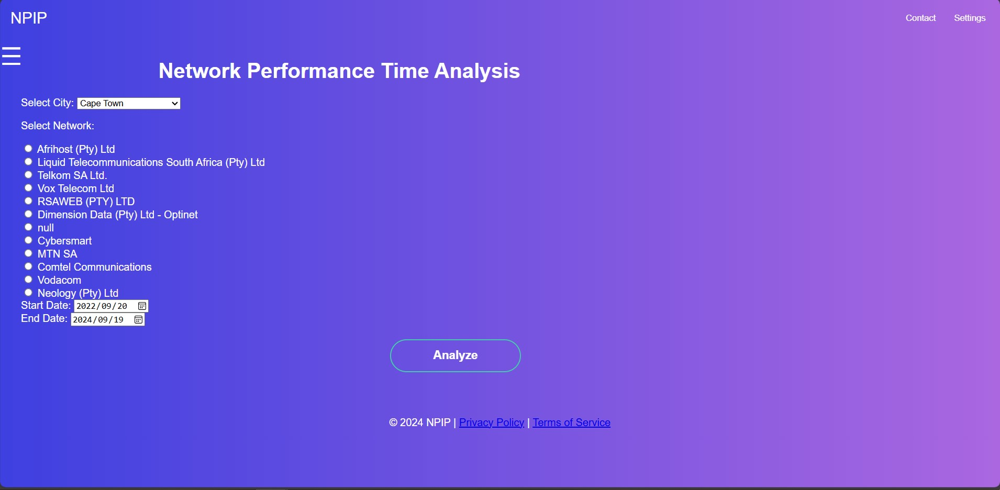 NPIP
Contact Settings
Network Performance Time Analysis
Select City: Cape Town
Select Network:
Afrihost (Pty) Ltd
Liquid Telecommunications South Africa (Pty) Ltd
Telkom SA Ltd.
Vox Telecom Ltd
RSAWEB (PTY) LTD
Dimension Data (Pty) Ltd - Optinet
null
Cybersmart
MTN SA
Comtel Communications
Vodacom
Neology (Pty) Ltd
Start Date: 2022/09/20
End Date: 2024/09/19
Analyze
© 2024 NPIP | Privacy Policy | Terms of Service